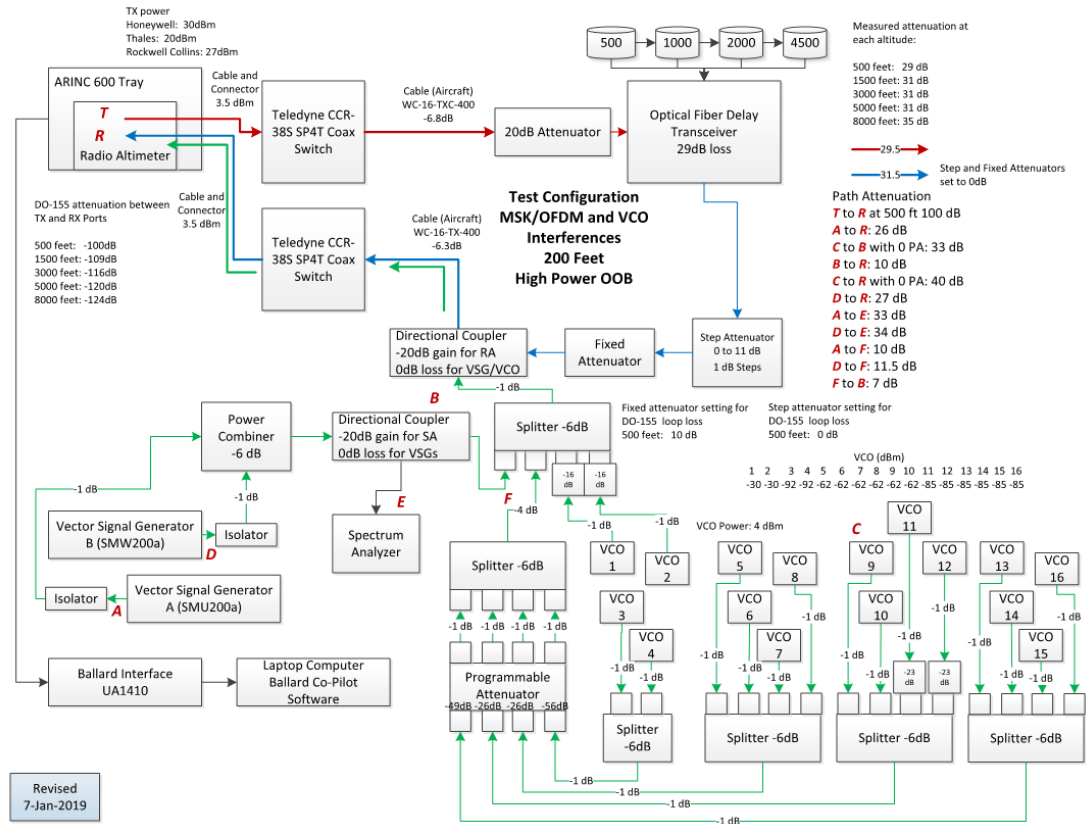 TX power
Honeywell: 30dBm
Thales: 20dBm
Rockwell Collins: 27dBm
ARINC 600 Tray
T
R
Radio Altimeter
Cable and
Connector
3.5 dBm
Teledyne CCR-
38S SP4T Coax
Switch
Cable (Aircraft)
WC-16-TXC-400
-6.8dB
20dB Attenuator
500
1000
2000
4500
Optical Fiber Delay
Transceiver
29dB loss
Measured attenuation at
each altitude:
500 feet: 29 dB
1500 feet: 31 dB
3000 feet: 31 dB
5000 feet: 31 dB
8000 feet: 35 dB
29.5
31.5
Step and Fixed Attenuators
set to 0dB
Path Attenuation
T to R at 500 ft 100 dB
A to R: 26 dB
C to B with 0 PA: 33 dB
B to R: 10 dB
C to R with 0 PA: 40 dB
D to R: 27 dB
A to E: 33 dB
D to E: 34 dB
A to F: 10 dB
D to F: 11.5 dB
F to B: 7 dB
DO-155 attenuation between
TX and RX Ports
500 feet: -100dB
1500 feet: -109dB
3000 feet: -116dB
5000 feet: -120dB
8000 feet: -124dB
Cable and
Connector
3.5 dBm
Teledyne CCR-
38S SP4T Coax
Switch
Cable (Aircraft)
WC-16-TX-400
-6.3dB
Test Configuration
MSK/OFDM and VCO
Interferences
200 Feet
High Power OOB
Directional Coupler
-20dB gain for RA
0dB loss for VSG/VCO
Fixed
Attenuator
Step Attenuator
0 to 11 dB
1 dB Steps
B
-1 dB
Splitter -6dB
-16
dB
-16
dB
Fixed attenuator setting for
DO-155 loop loss
500 feet: 10 dB
Step attenuator setting for
DO-155 loop loss
500 feet: 0 dB
Power
Combiner
-6 dB
Directional Coupler
-20dB gain for SA
0dB loss for VSGs
-1 dB
-1 dB
E
F
-4 dB
Vector Signal Generator
B (SMW200a)
D
Isolator
Spectrum
Analyzer
Isolator
A
Vector Signal Generator
A (SMU200a)
VCO (dBm)
1 2 3 4 5 6 7 8 9 10 11 12 13 14 15 16
-30 -30 -92 -92 -62 -62 -62 -62 -62 -62 -62 -62 -85 -85 -85 -85
VCO Power: 4 dBm
C
-1 dB
-1 dB
VCO
1
VCO
2
VCO
3
VCO
4
VCO
5
VCO
6
VCO
7
VCO
8
VCO
9
VCO
10
VCO
11
VCO
12
VCO
13
VCO
14
VCO
15
VCO
16
Splitter -6dB
-1 dB
-1 dB
-1 dB
-1 dB
Programmable
Attenuator
-49dB
-26dB
-26dB
-56dB
-1 dB
-1 dB
-1 dB
-1 dB
-1 dB
-1 dB
-1 dB
-1 dB
-1 dB
-1 dB
-1 dB
-1 dB
-1 dB
-1 dB
-23
dB
-23
dB
Splitter
-6dB
Splitter -6dB
Splitter -6dB
Splitter -6dB
-1 dB
-1 dB
-1 dB
-1 dB
Ballard Interface
UA1410
Laptop Computer
Ballard Co-Pilot
Software
Revised
7-Jan-2019